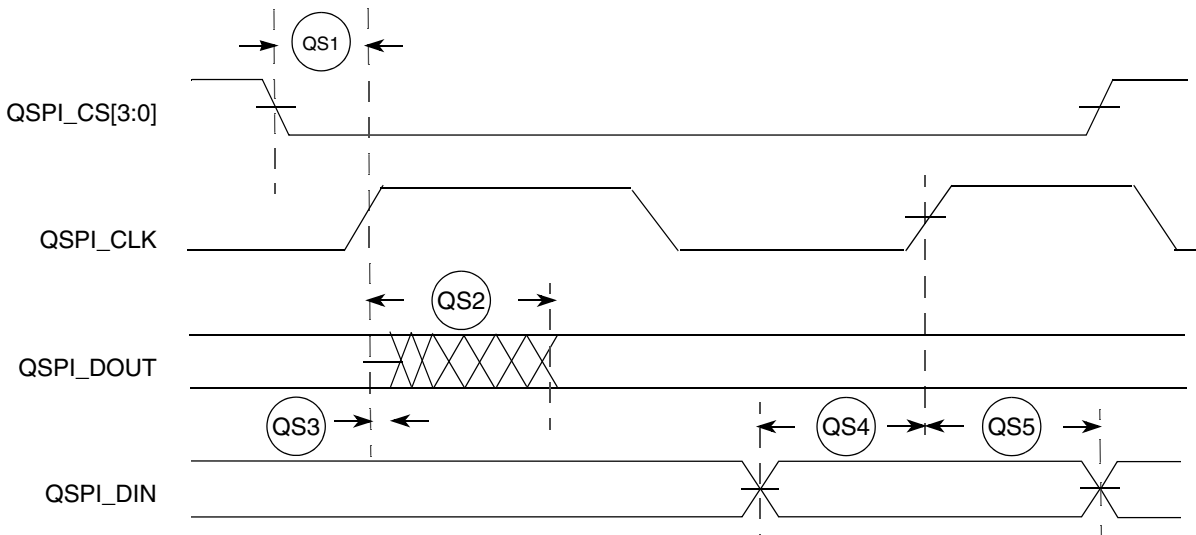 QS1
QSPI_CS[3:0]
QSPI_CLK
QS2
QSPI_DOUT
QS3
QS4
QS5
QSPI_DIN